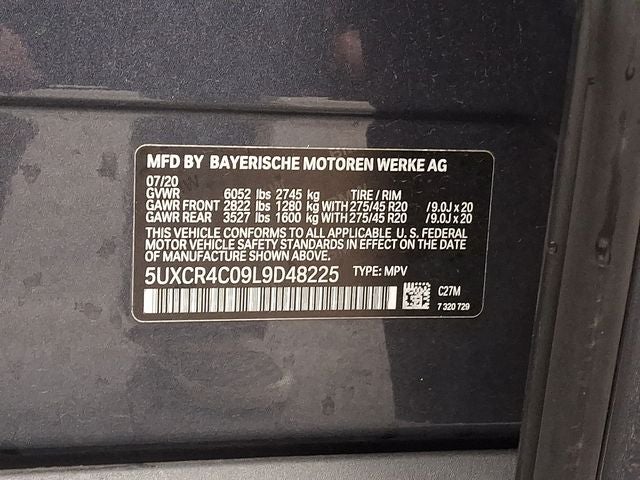 MFD BY BAYERISCHE MOTOREN WERKE AG
07/20
GVWR 6052 lbs 2745 kg TIRE / RIM
GAWR FRONT 2822 lbs 1280 kg WITH 275/45 R20 /9.0J x 20
GAWR REAR 3527 lbs 1600 kg WITH 275/45 R20 /9.0J x 20
THIS VEHICLE CONFORMS TO ALL APPLICABLE U. S. FEDERAL
MOTOR VEHICLE SAFETY STANDARDS IN EFFECT ON THE DATE
OF MANUFACTURE SHOWN ABOVE.
5UXCR4C09L9D48225 TYPE: MPV
C27M
7 320 729